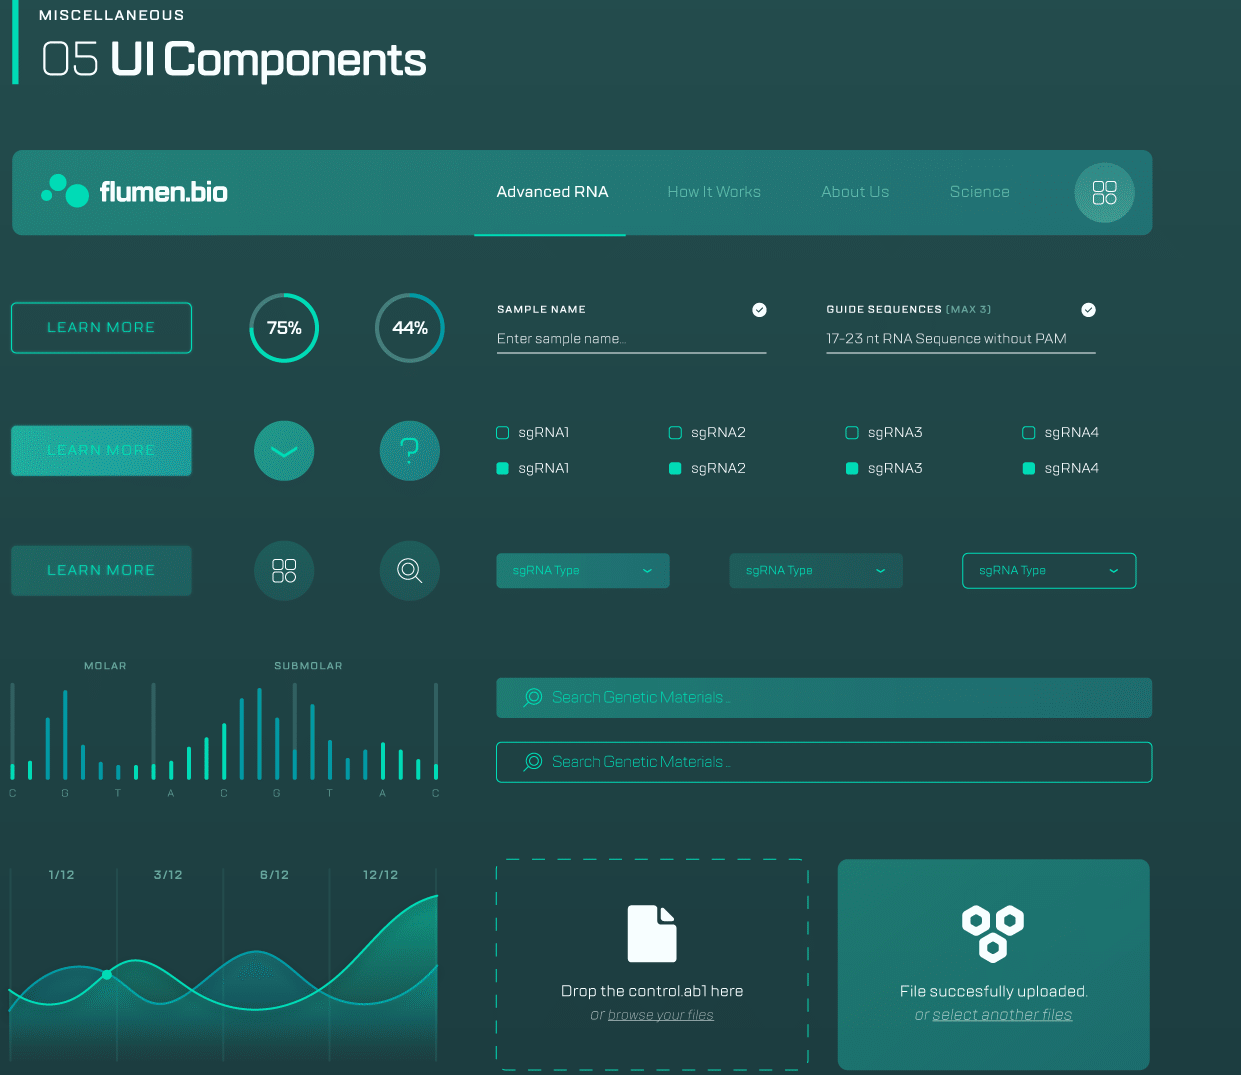 MISCELLANEOUS
05 UI Components
flumen.bio
Advanced RNA
How It Works
About Us
Science
LEARN MORE
75%
44%
SAMPLE NAME
Enter sample name...
GUIDE SEQUENCES (MAX 3)
17-23 nt RNA Sequence without PAM
LEARN MORE
?
sgRNA1
sgRNA2
sgRNA3
sgRNA4
sgRNA1
sgRNA2
sgRNA3
sgRNA4
LEARN MORE
sgRNA Type
sgRNA Type
sgRNA Type
MOLAR
SUBMOLAR
C G T A C G T A C
Search Genetic Materials...
Search Genetic Materials...
1/12
3/12
6/12
12/12
Drop the control.ab1 here
or browse your files
File succesfully uploaded.
or select another files